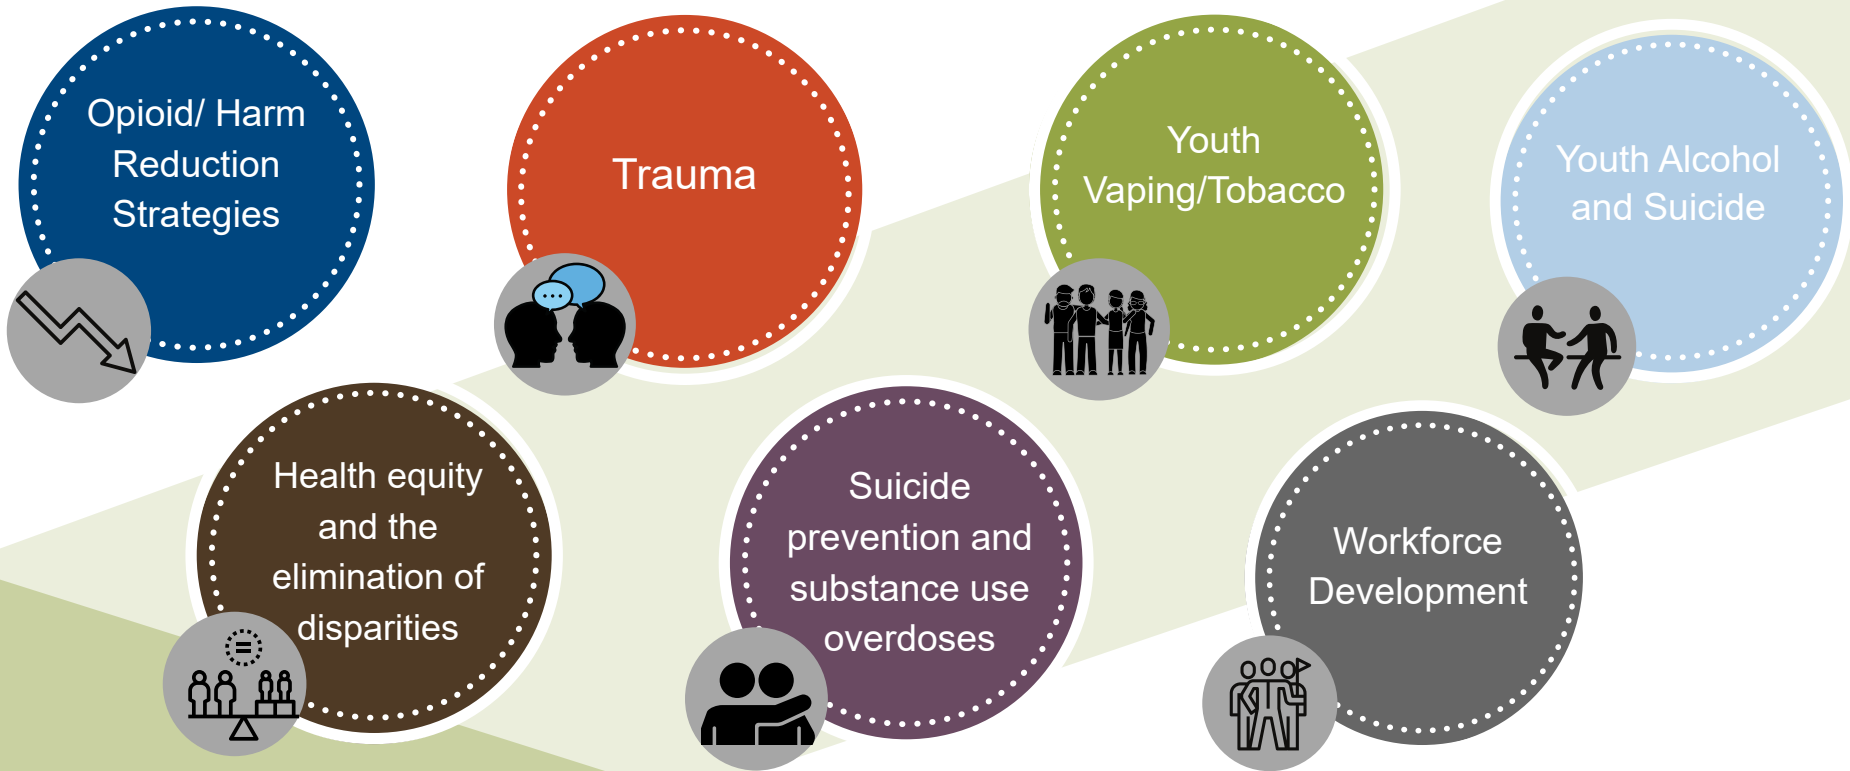 Opioid/ Harm
Reduction
Strategies
Trauma
Youth
Vaping/Tobacco
Youth Alcohol
and Suicide
Health equity
and the
elimination of
disparities
Suicide
prevention and
substance use
overdoses
Workforce
Development